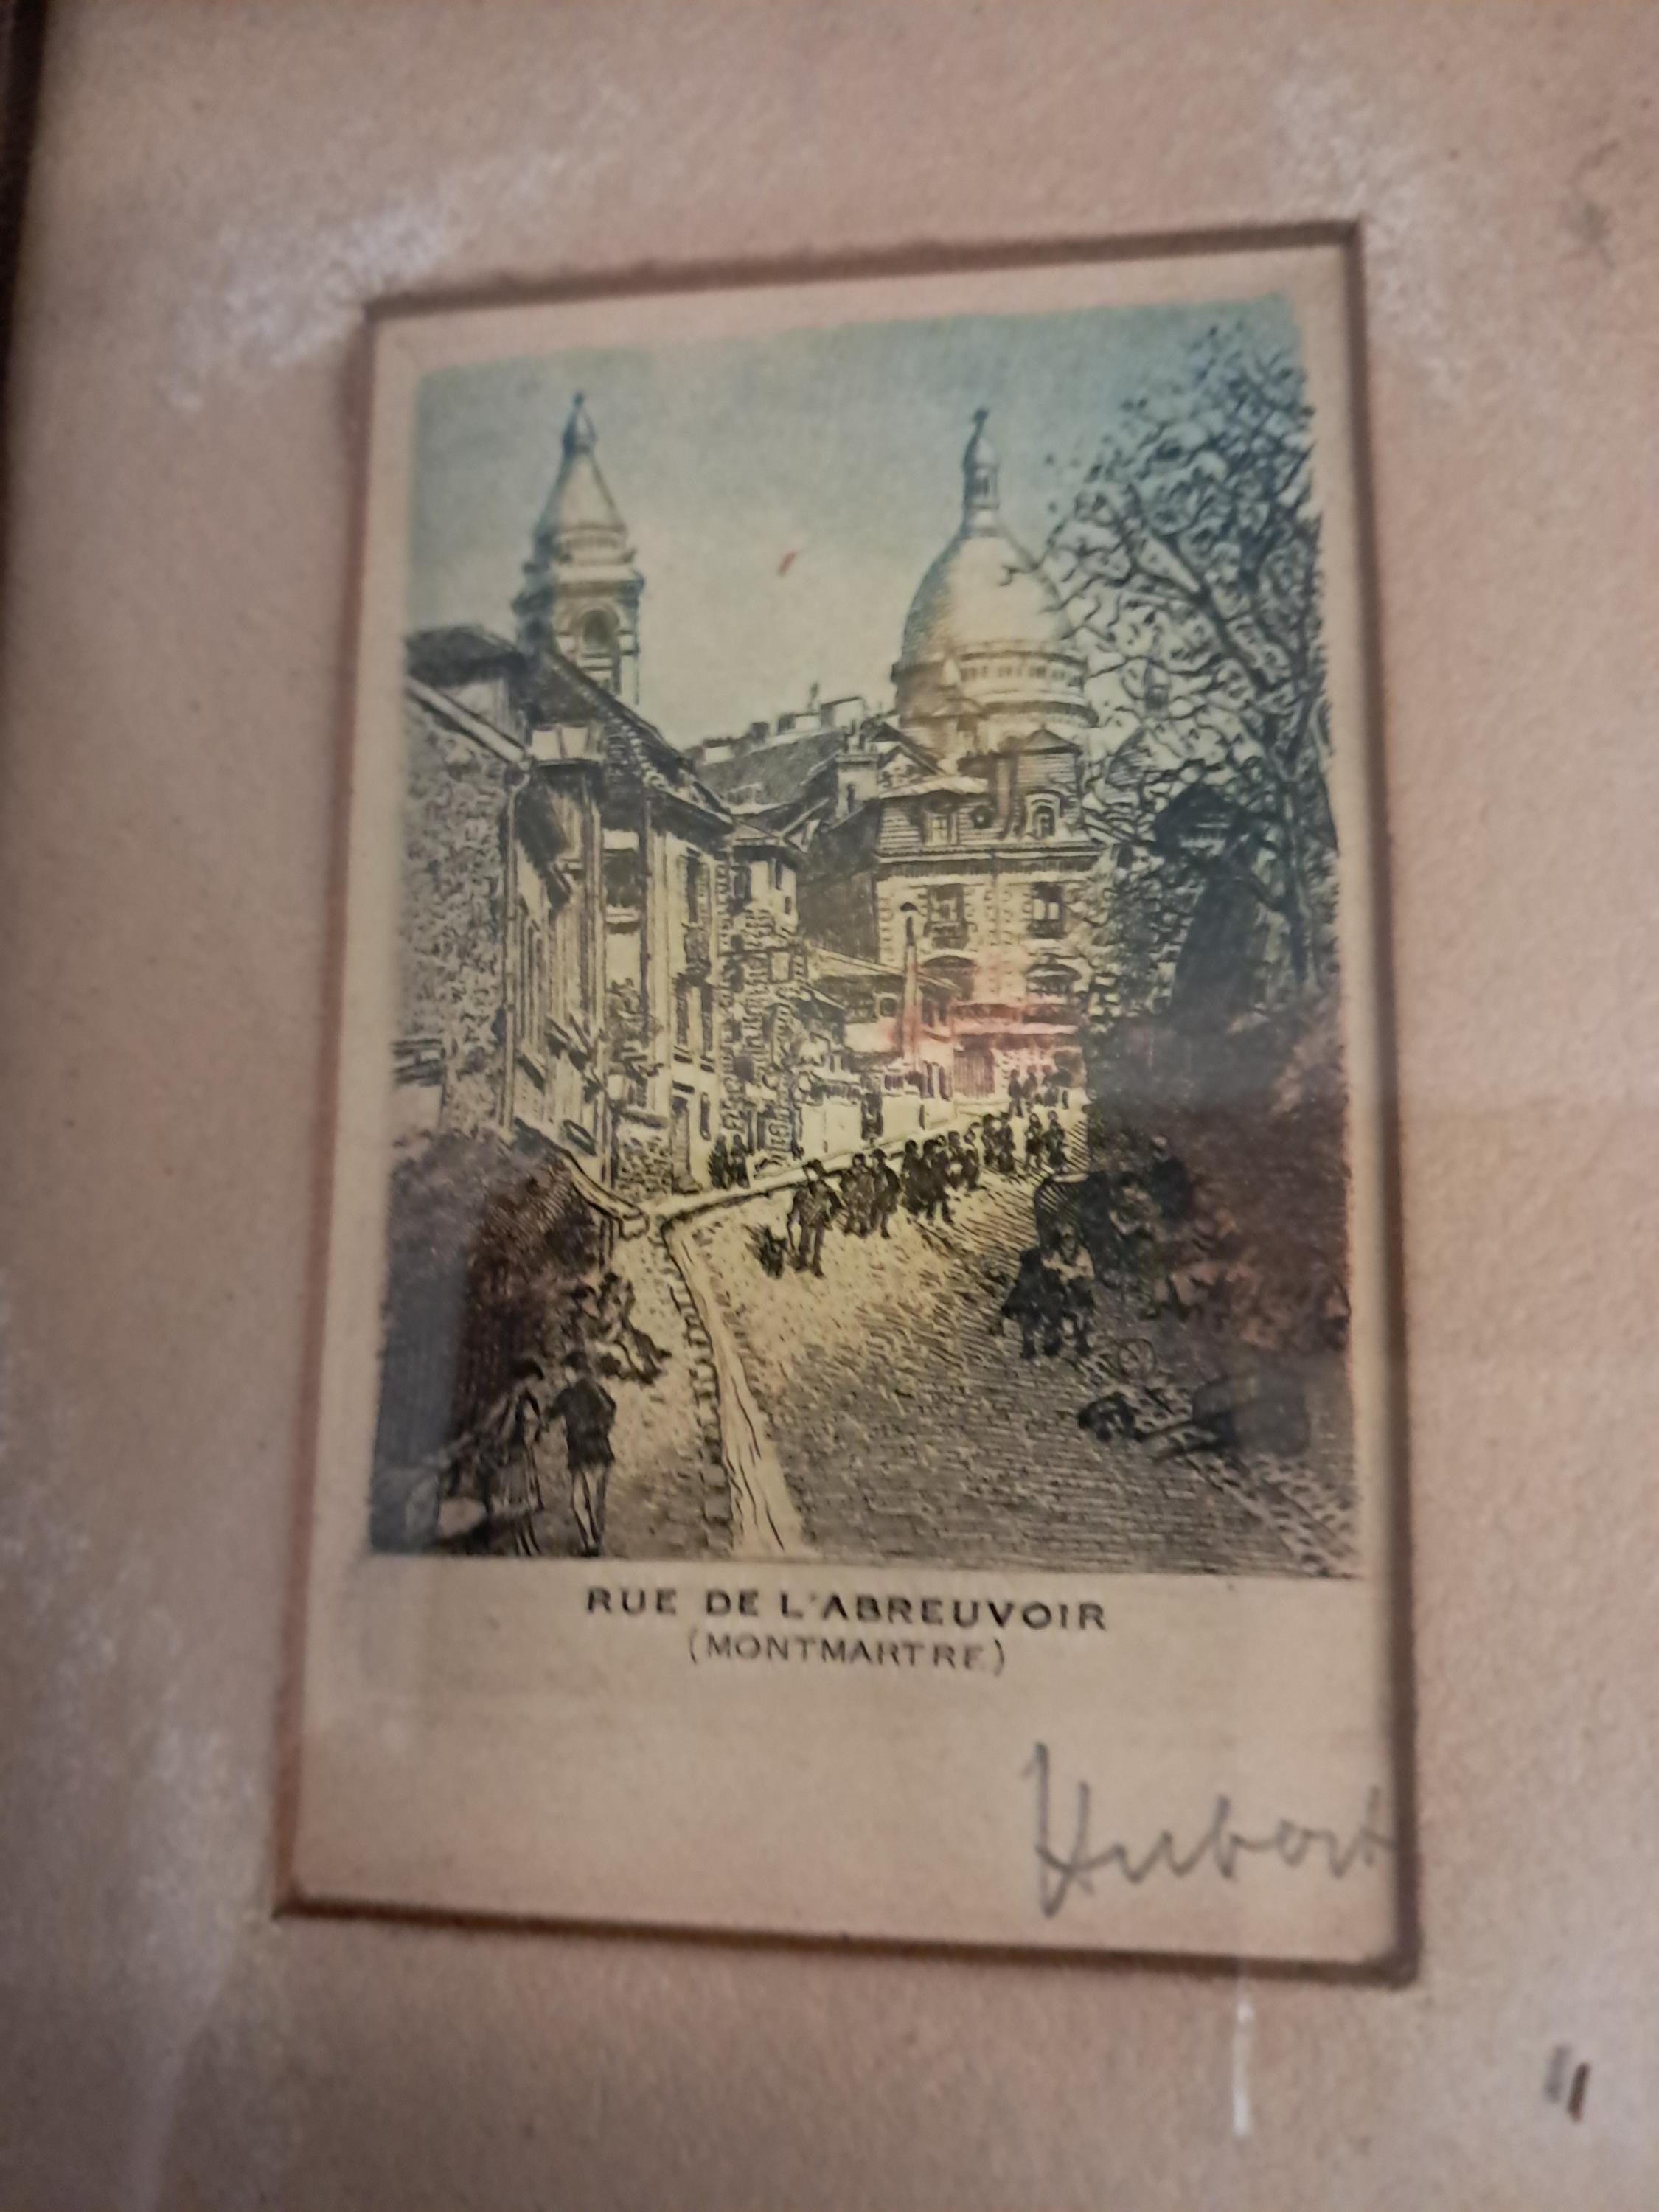 RUE DE L'ABREUVOIR
(MONTMARTRE)
Hubert